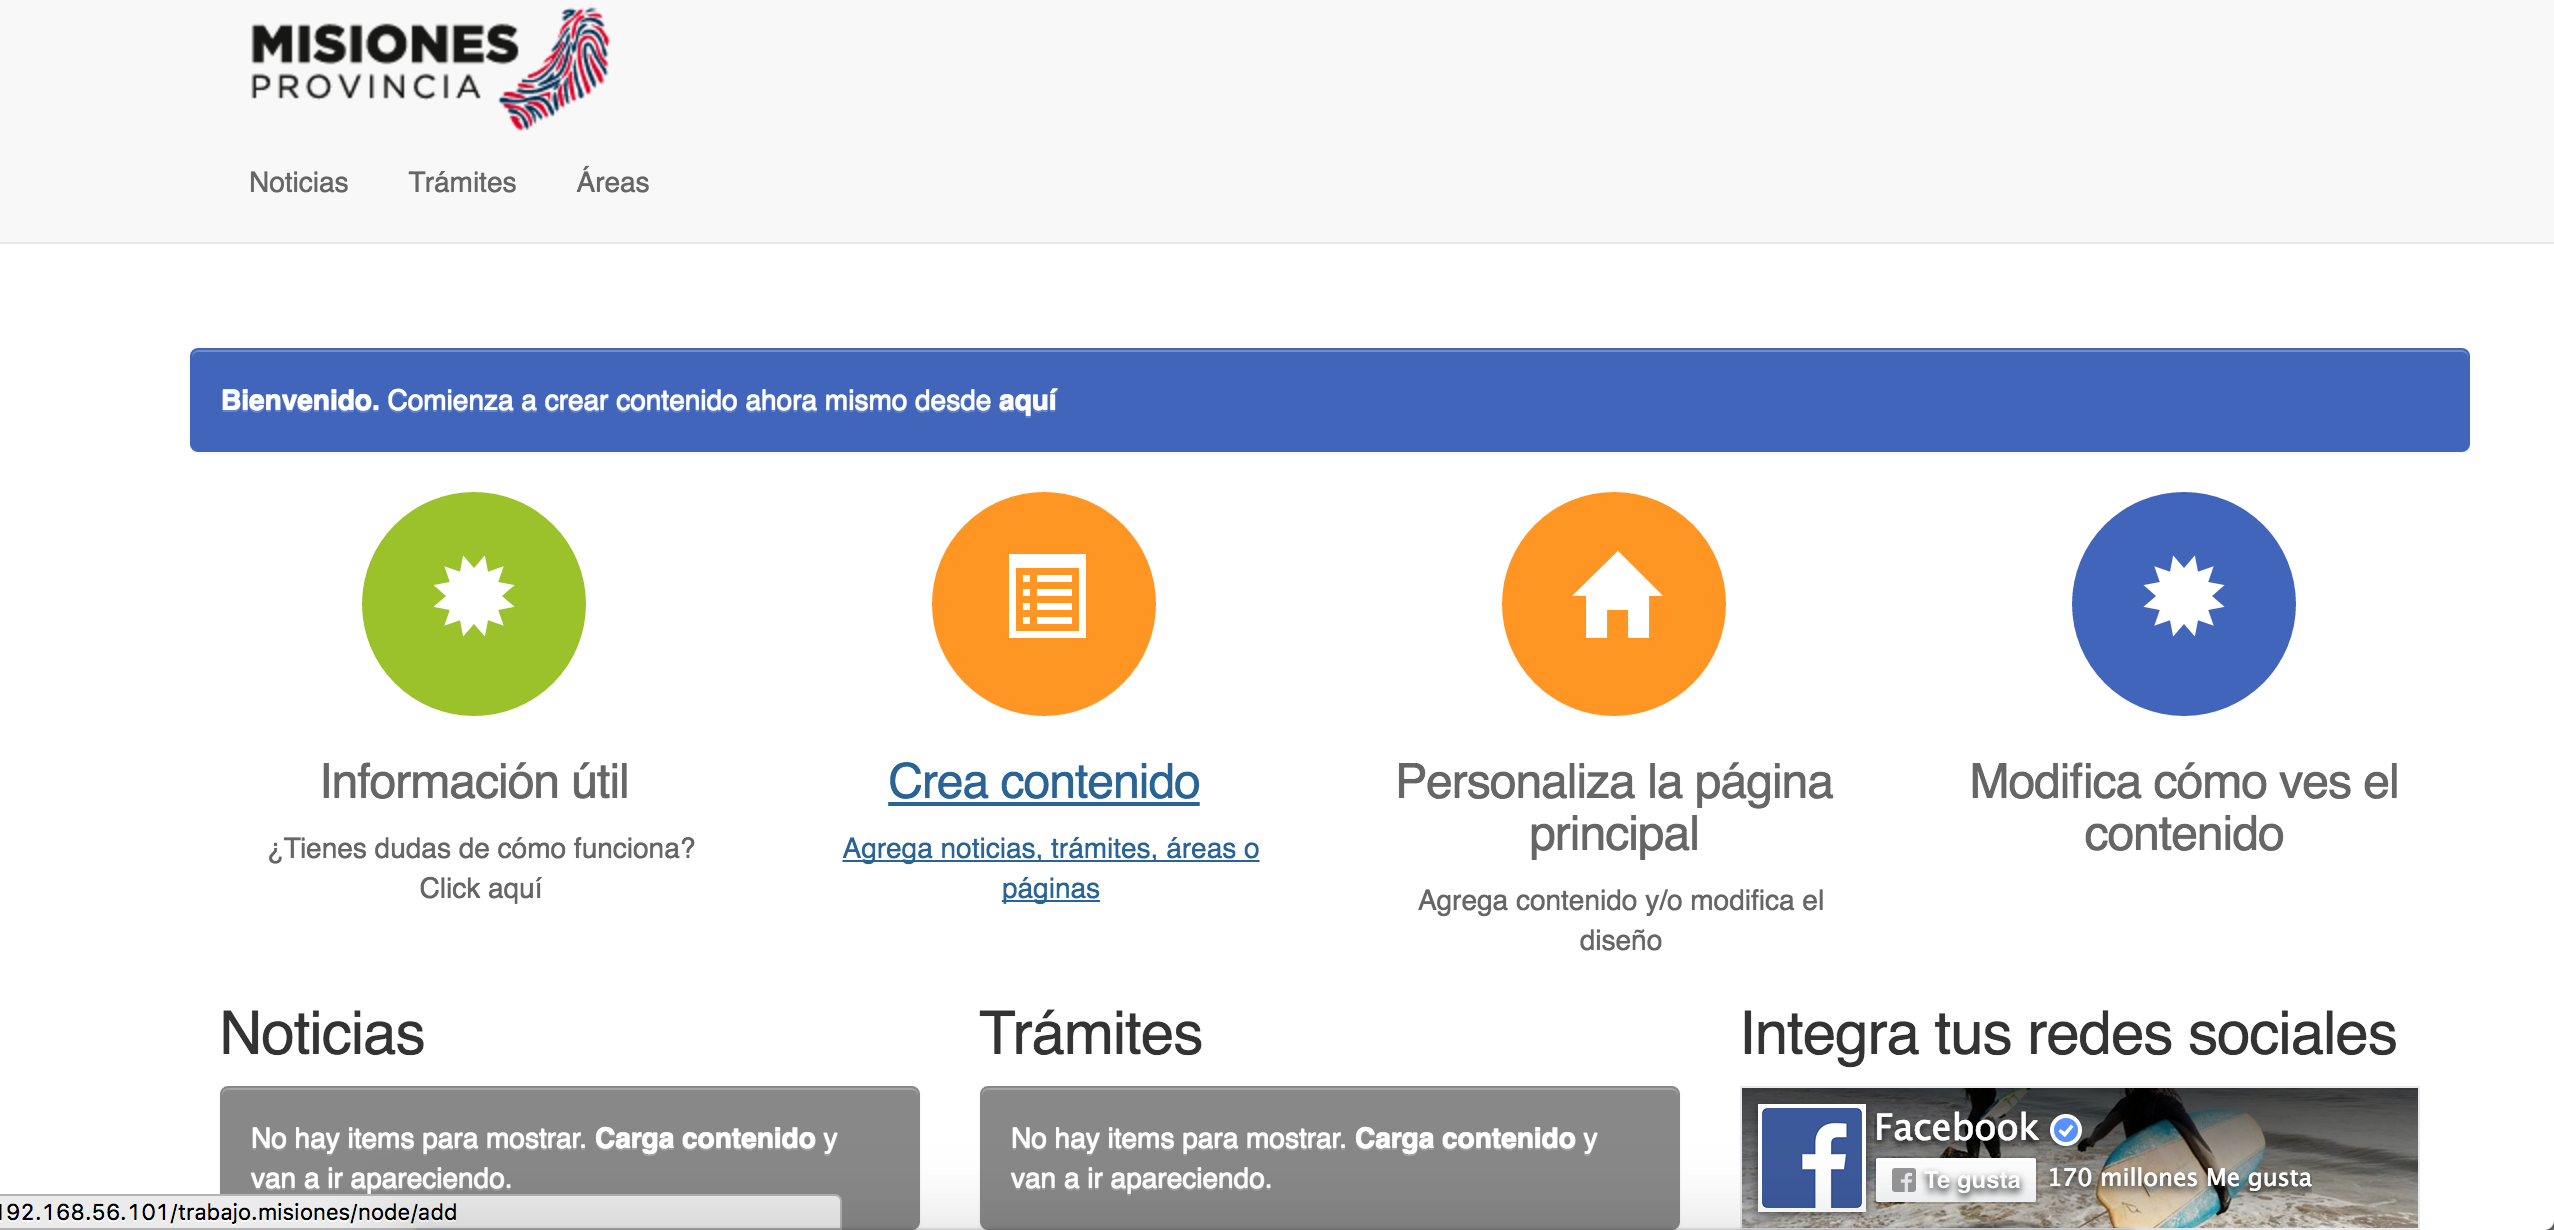 MISIONES
PROVINCIA
Noticias Trámites Áreas
Bienvenido. Comienza a crear contenido ahora mismo desde aquí
Información útil
¿Tienes dudas de cómo funciona?
Click aquí
Crea contenido
Agrega noticias, trámites, áreas o
páginas
Personaliza la página
principal
Agrega contenido y/o modifica el
diseño
Modifica cómo ves el
contenido
Noticias
No hay items para mostrar. Carga contenido y
van a ir apareciendo.
Trámites
No hay items para mostrar. Carga contenido y
van a ir apareciendo.
Integra tus redes sociales
Facebook
Te gusta
170 millones Me gusta
192.168.56.101/trabajo.misiones/node/add